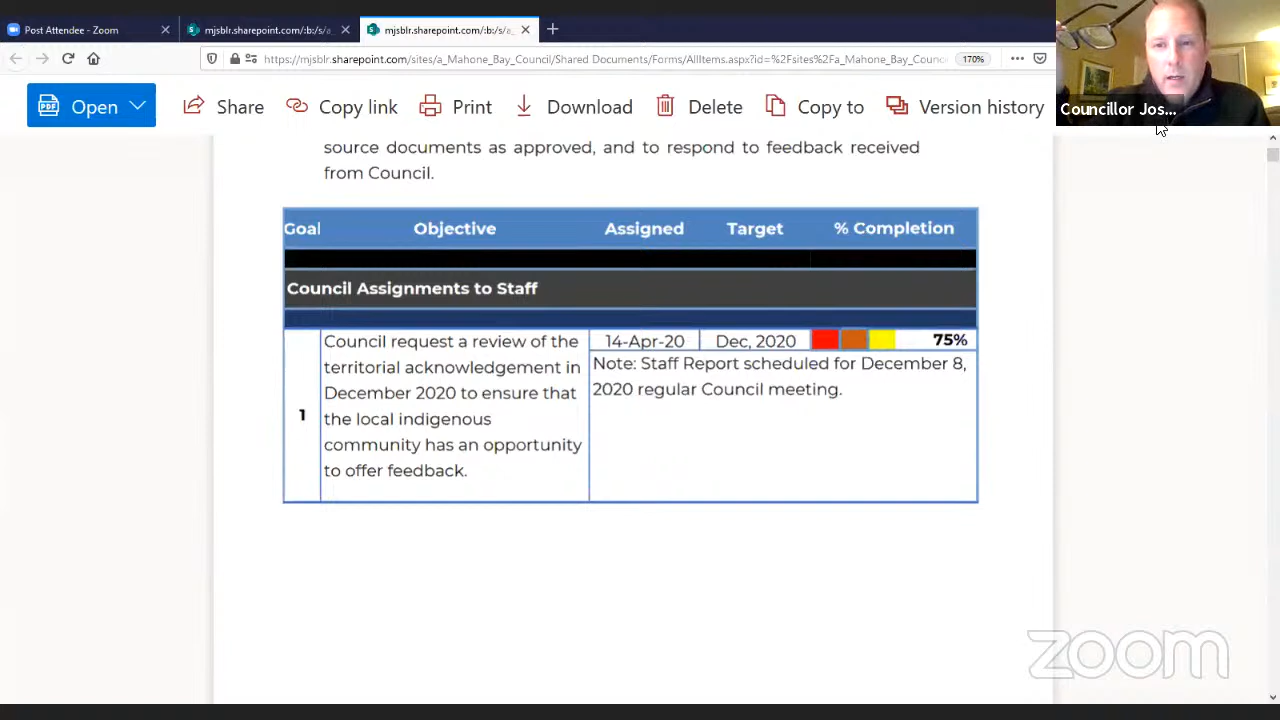 Post Attendee - Zoom
mjsblr.sharepoint.com/:b:/s/a_
mjsblr.sharepoint.com/:b:/s/a_
https://mjsblr.sharepoint.com/sites/a_Mahone_Bay_Council/Shared Documents/Forms/AllItems.aspx?id=%2Fsites%2Fa_Mahone_Bay_Counc
170%
Open
Share
Copy link
Print
Download
Delete
Copy to
Version history
Councillor Jos...
source documents as approved, and to respond to feedback received
from Council.
Goal Objective Assigned Target % Completion
Council Assignments to Staff
1
Council request a review of the
territorial acknowledgement in
December 2020 to ensure that
the local indigenous
community has an opportunity
to offer feedback.
14-Apr-20 Dec, 2020 75%
Note: Staff Report scheduled for December 8,
2020 regular Council meeting.
zoom